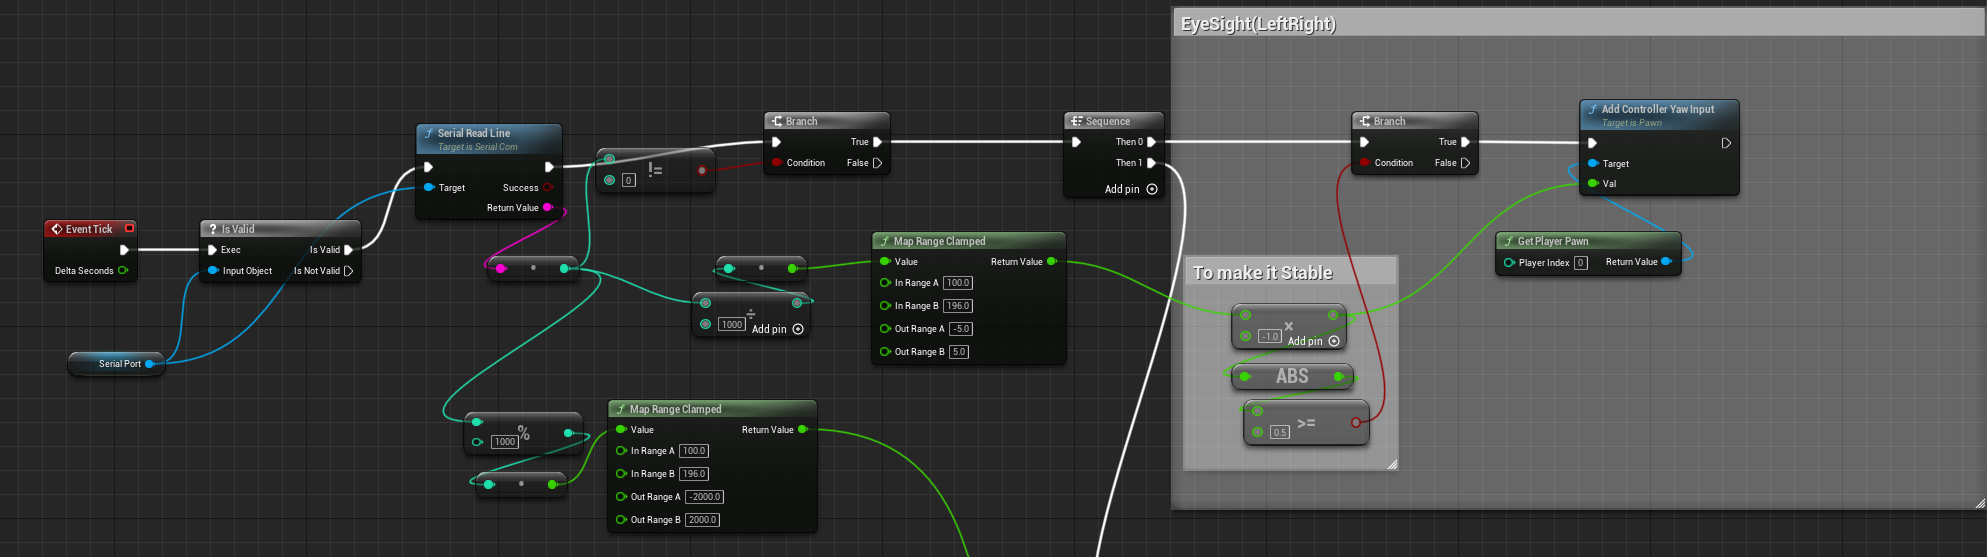 EyeSight(LeftRight)
Event Tick
Delta Seconds
? Is Valid
Exec
Is Valid
Input Object
Is Not Valid
Serial Port
f Serial Read Line
Target is Serial Com
Target
Success
Return Value
!=
0
Branch
True
Condition
False
÷
1000
Add pin
f Map Range Clamped
Value
Return Value
In Range A 100.0
In Range B 196.0
Out Range A -5.0
Out Range B 5.0
%
1000
f Map Range Clamped
Value
Return Value
In Range A 100.0
In Range B 196.0
Out Range A -2000.0
Out Range B 2000.0
Sequence
Then 0
Then 1
Add pin
To make it Stable
×
-1.0
Add pin
ABS
>=
0.5
Branch
True
Condition
False
f Add Controller Yaw Input
Target is Pawn
Target
Val
f Get Player Pawn
Player Index 0
Return Value